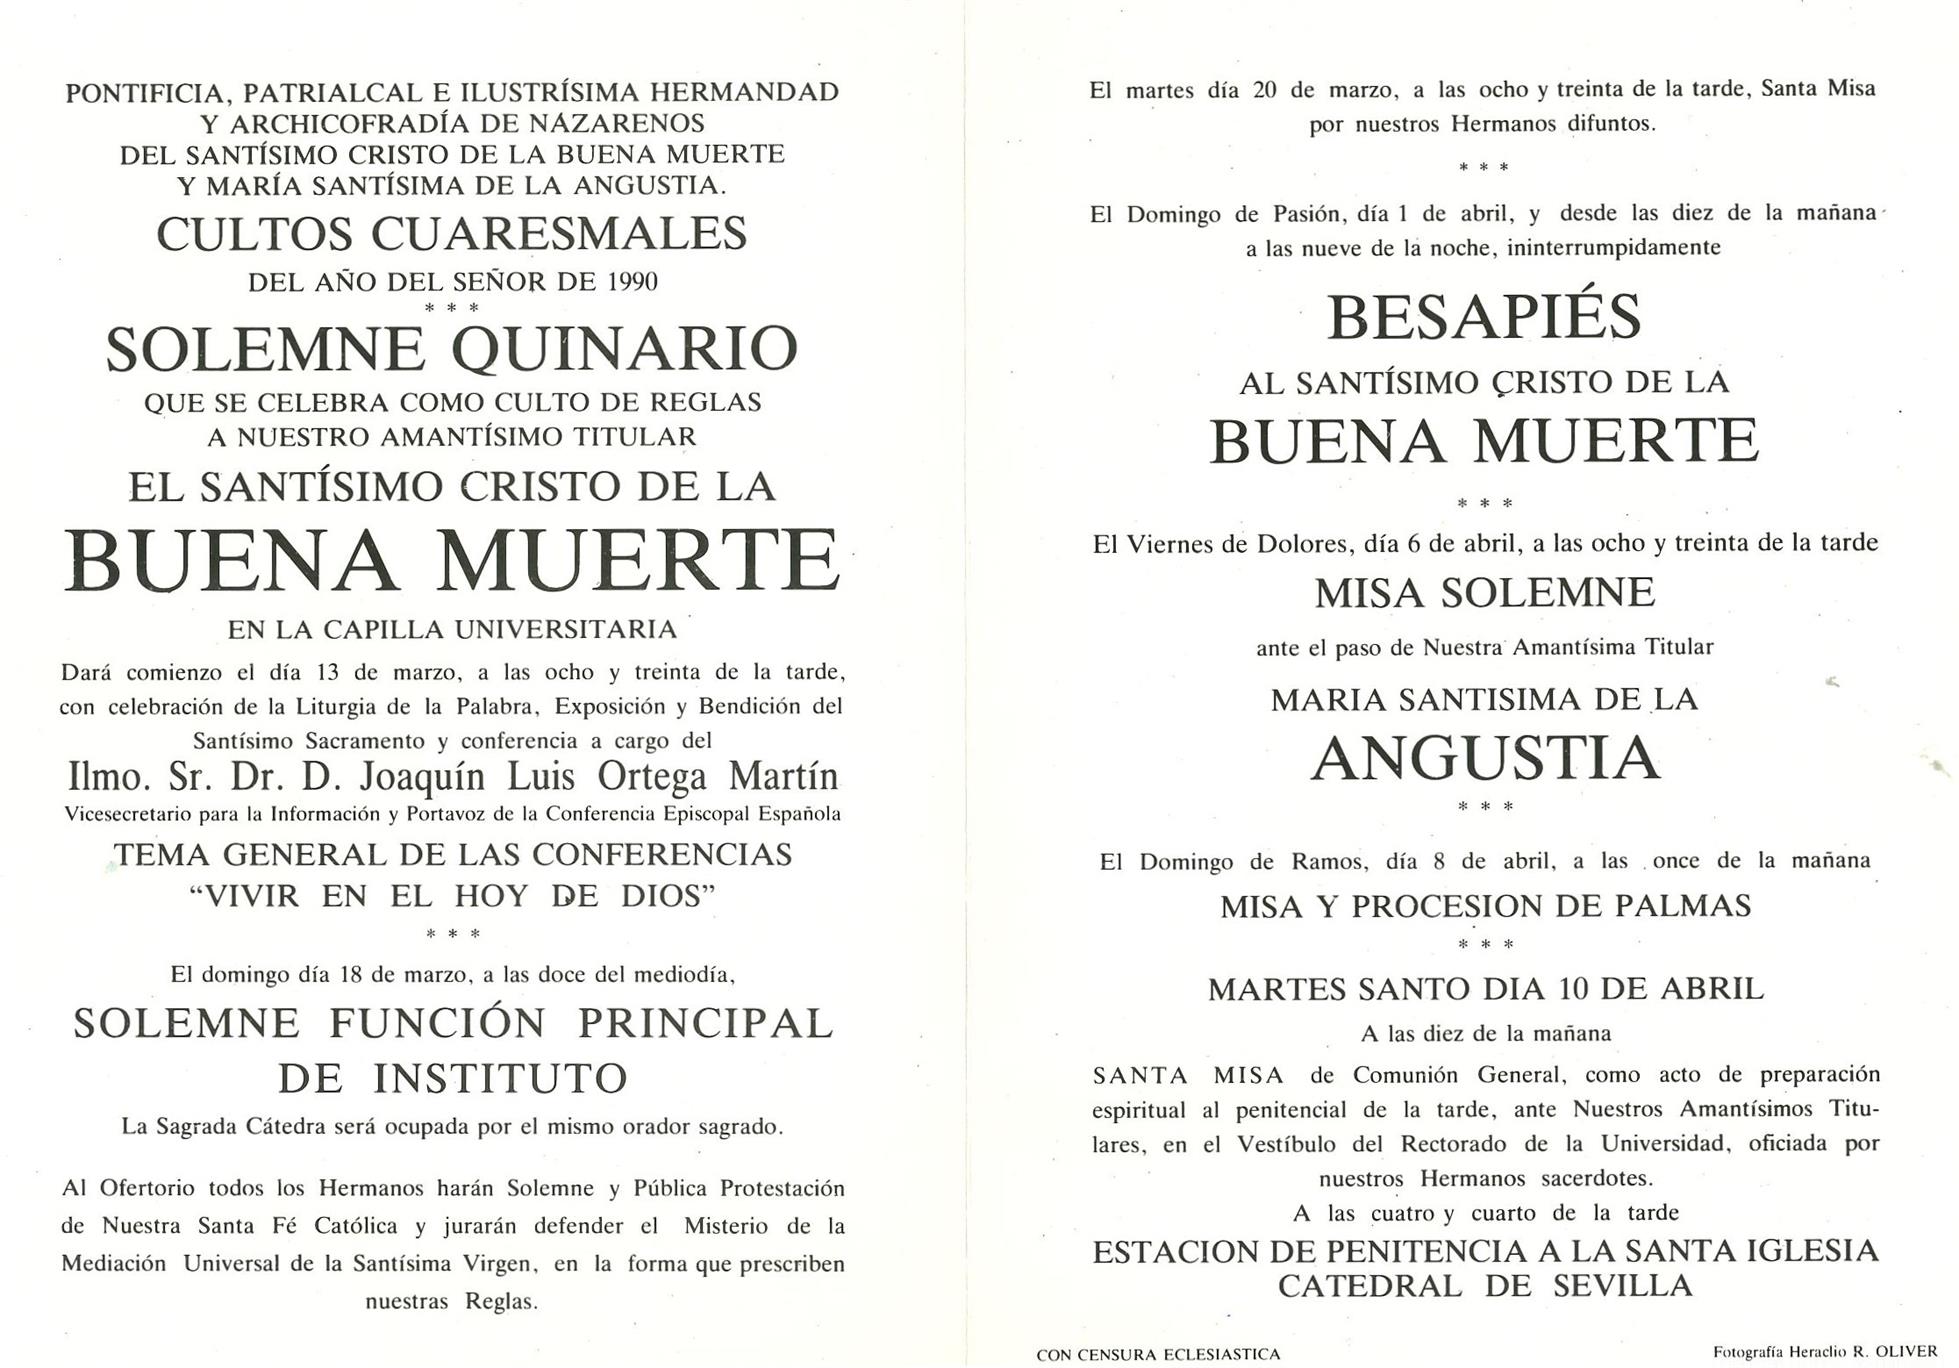 PONTIFICIA, PATRIALCAL E ILUSTRÍSIMA HERMANDAD
Y ARCHICOFRADÍA DE NAZARENOS
DEL SANTÍSIMO CRISTO DE LA BUENA MUERTE
Y MARÍA SANTÍSIMA DE LA ANGUSTIA.
CULTOS CUARESMALES
DEL AÑO DEL SEÑOR DE 1990
* * *
SOLEMNE QUINARIO
QUE SE CELEBRA COMO CULTO DE REGLAS
A NUESTRO AMANTÍSIMO TITULAR
EL SANTÍSIMO CRISTO DE LA
BUENA MUERTE
EN LA CAPILLA UNIVERSITARIA
Dará comienzo el día 13 de marzo, a las ocho y treinta de la tarde,
con celebración de la Liturgia de la Palabra, Exposición y Bendición del
Santísimo Sacramento y conferencia a cargo del
Ilmo. Sr. Dr. D. Joaquín Luis Ortega Martín
Vicesecretario para la Información y Portavoz de la Conferencia Episcopal Española
TEMA GENERAL DE LAS CONFERENCIAS
“VIVIR EN EL HOY DE DIOS”
* * *
El domingo día 18 de marzo, a las doce del mediodía,
SOLEMNE FUNCIÓN PRINCIPAL
DE INSTITUTO
La Sagrada Cátedra será ocupada por el mismo orador sagrado.
Al Ofertorio todos los Hermanos harán Solemne y Pública Protestación
de Nuestra Santa Fé Católica y jurarán defender el Misterio de la
Mediación Universal de la Santísima Virgen, en la forma que prescriben
nuestras Reglas.
El martes día 20 de marzo, a las ocho y treinta de la tarde, Santa Misa
por nuestros Hermanos difuntos.
* * *
El Domingo de Pasión, día 1 de abril, y desde las diez de la mañana
a las nueve de la noche, ininterrumpidamente
BESAPIÉS
AL SANTÍSIMO CRISTO DE LA
BUENA MUERTE
* * *
El Viernes de Dolores, día 6 de abril, a las ocho y treinta de la tarde
MISA SOLEMNE
ante el paso de Nuestra Amantísima Titular
MARIA SANTISIMA DE LA
ANGUSTIA
* * *
El Domingo de Ramos, día 8 de abril, a las once de la mañana
MISA Y PROCESION DE PALMAS
* * *
MARTES SANTO DIA 10 DE ABRIL
A las diez de la mañana
SANTA MISA de Comunión General, como acto de preparación
espiritual al penitencial de la tarde, ante Nuestros Amantísimos Titu-
lares, en el Vestíbulo del Rectorado de la Universidad, oficiada por
nuestros Hermanos sacerdotes.
A las cuatro y cuarto de la tarde
ESTACION DE PENITENCIA A LA SANTA IGLESIA
CATEDRAL DE SEVILLA
CON CENSURA ECLESIASTICA
Fotografía Heraclio R. OLIVER